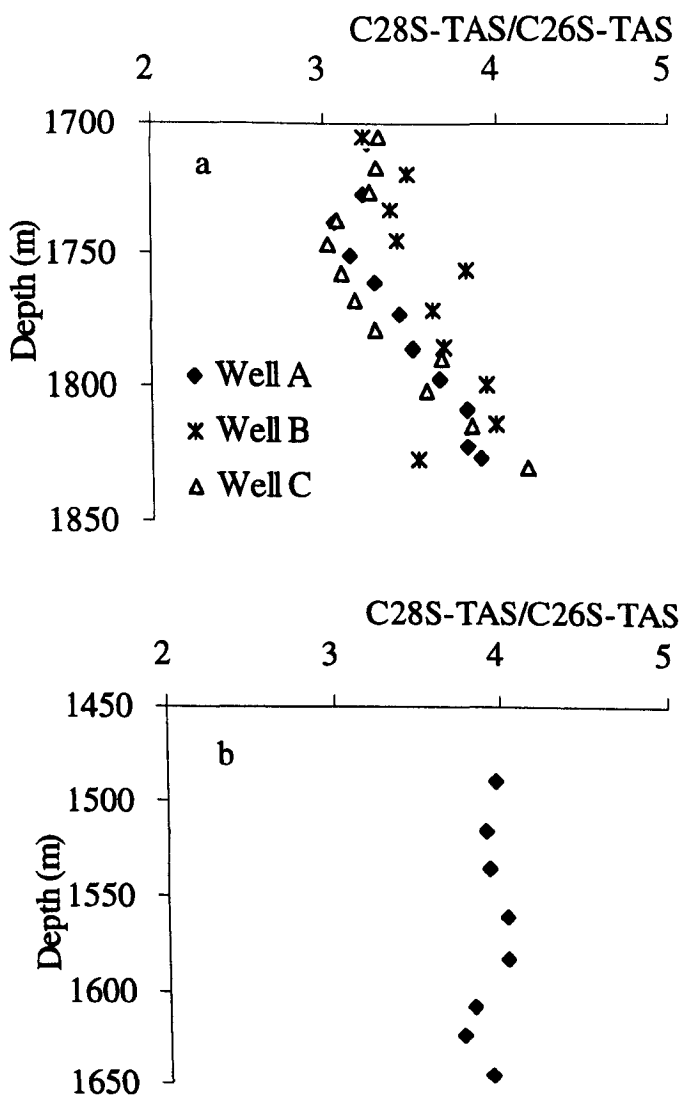 C28S-TAS/C26S-TAS
2 3 4 5
1700
a
1750
Depth (m)
Well A
1800
Well B
Well C
1850
C28S-TAS/C26S-TAS
2 3 4 5
1450
b
1500
1550
Depth (m)
1600
1650